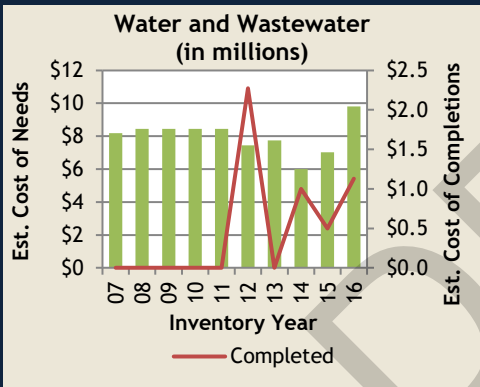 Water and Wastewater
(in millions)
Est. Cost of Needs
$12
$10
$8
$6
$4
$2
$0
$2.5
$2.0
$1.5
$1.0
$0.5
$0.0
Est. Cost of Completions
07 08 09 10 11 12 13 14 15 16
Inventory Year
Completed